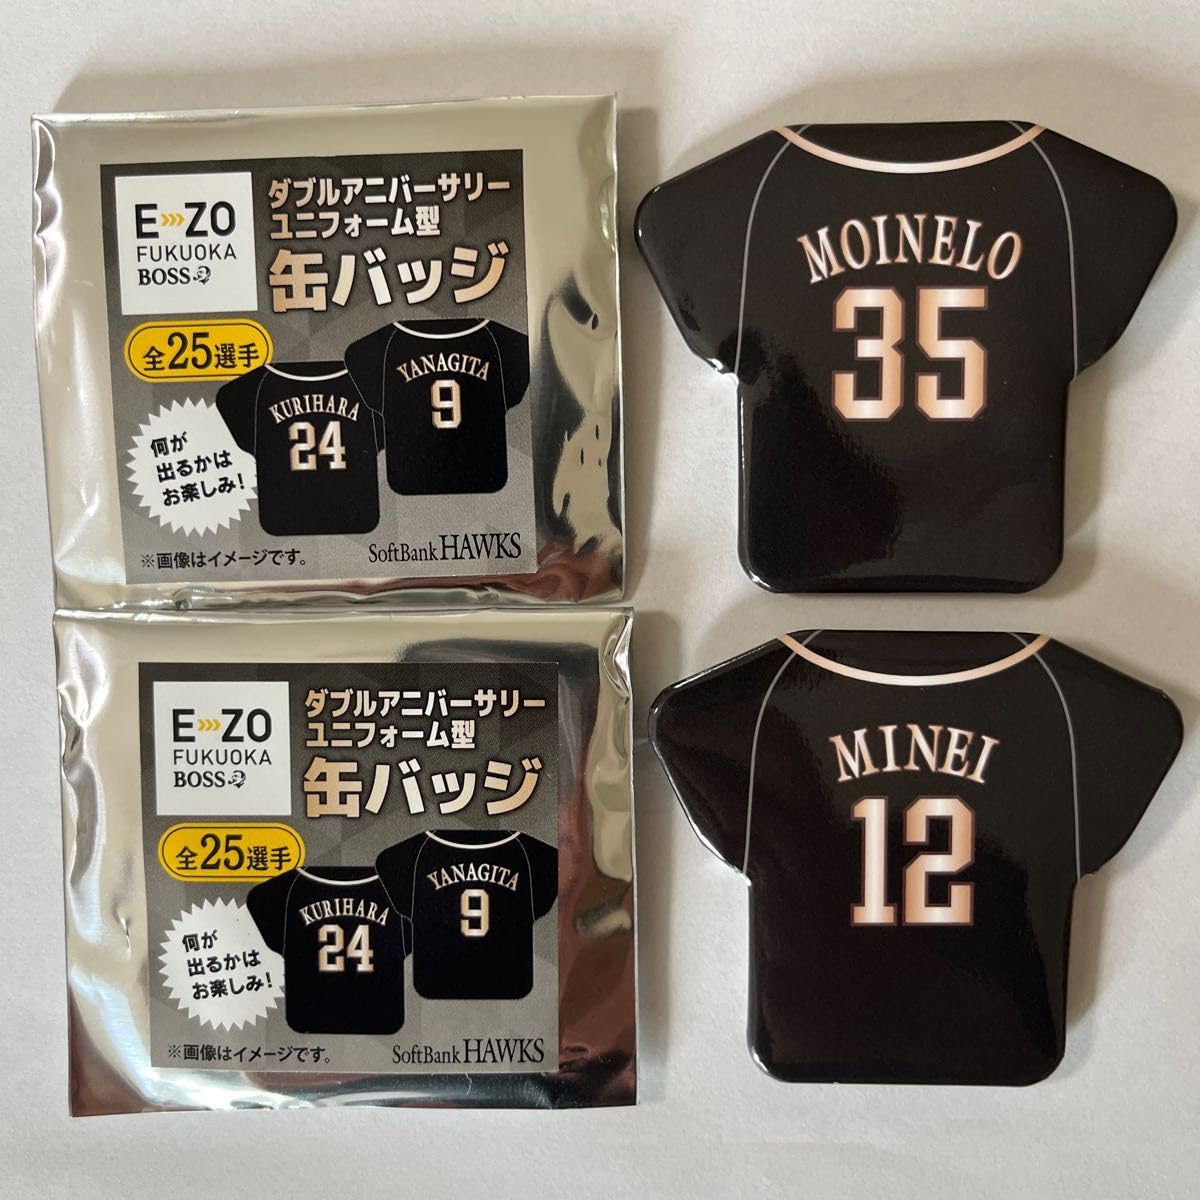 E»»ZO
FUKUOKA
BOSS
ダブルアニバーサリー
ユニフォーム型
缶バッジ
全25選手
何が
出るかは
お楽しみ!
KURIHARA
24
YANAGITA
9
※画像はイメージです。
SoftBank HAWKS
MOINELO
35
E»»ZO
FUKUOKA
BOSS
ダブルアニバーサリー
ユニフォーム型
缶バッジ
全25選手
何が
出るかは
お楽しみ!
KURIHARA
24
YANAGITA
9
※画像はイメージです。
SoftBank HAWKS
MINEI
12